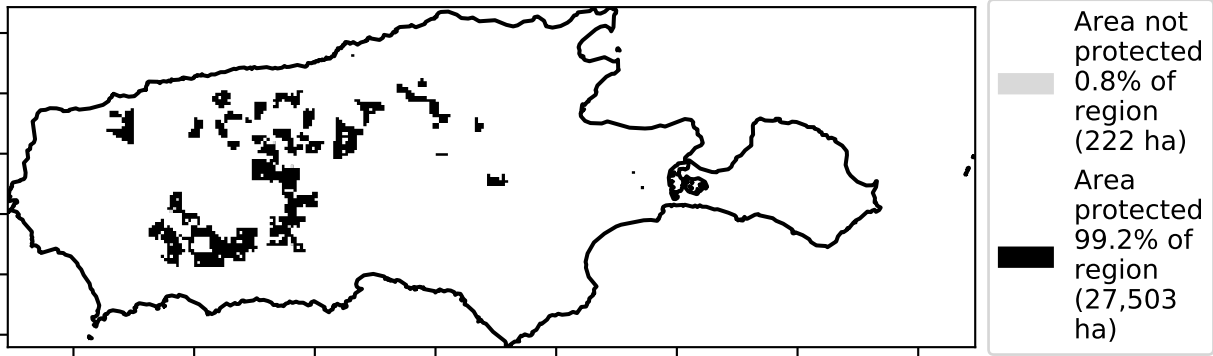 Area not
protected
0.8% of
region
(222 ha)
Area
protected
99.2% of
region
(27,503
ha)